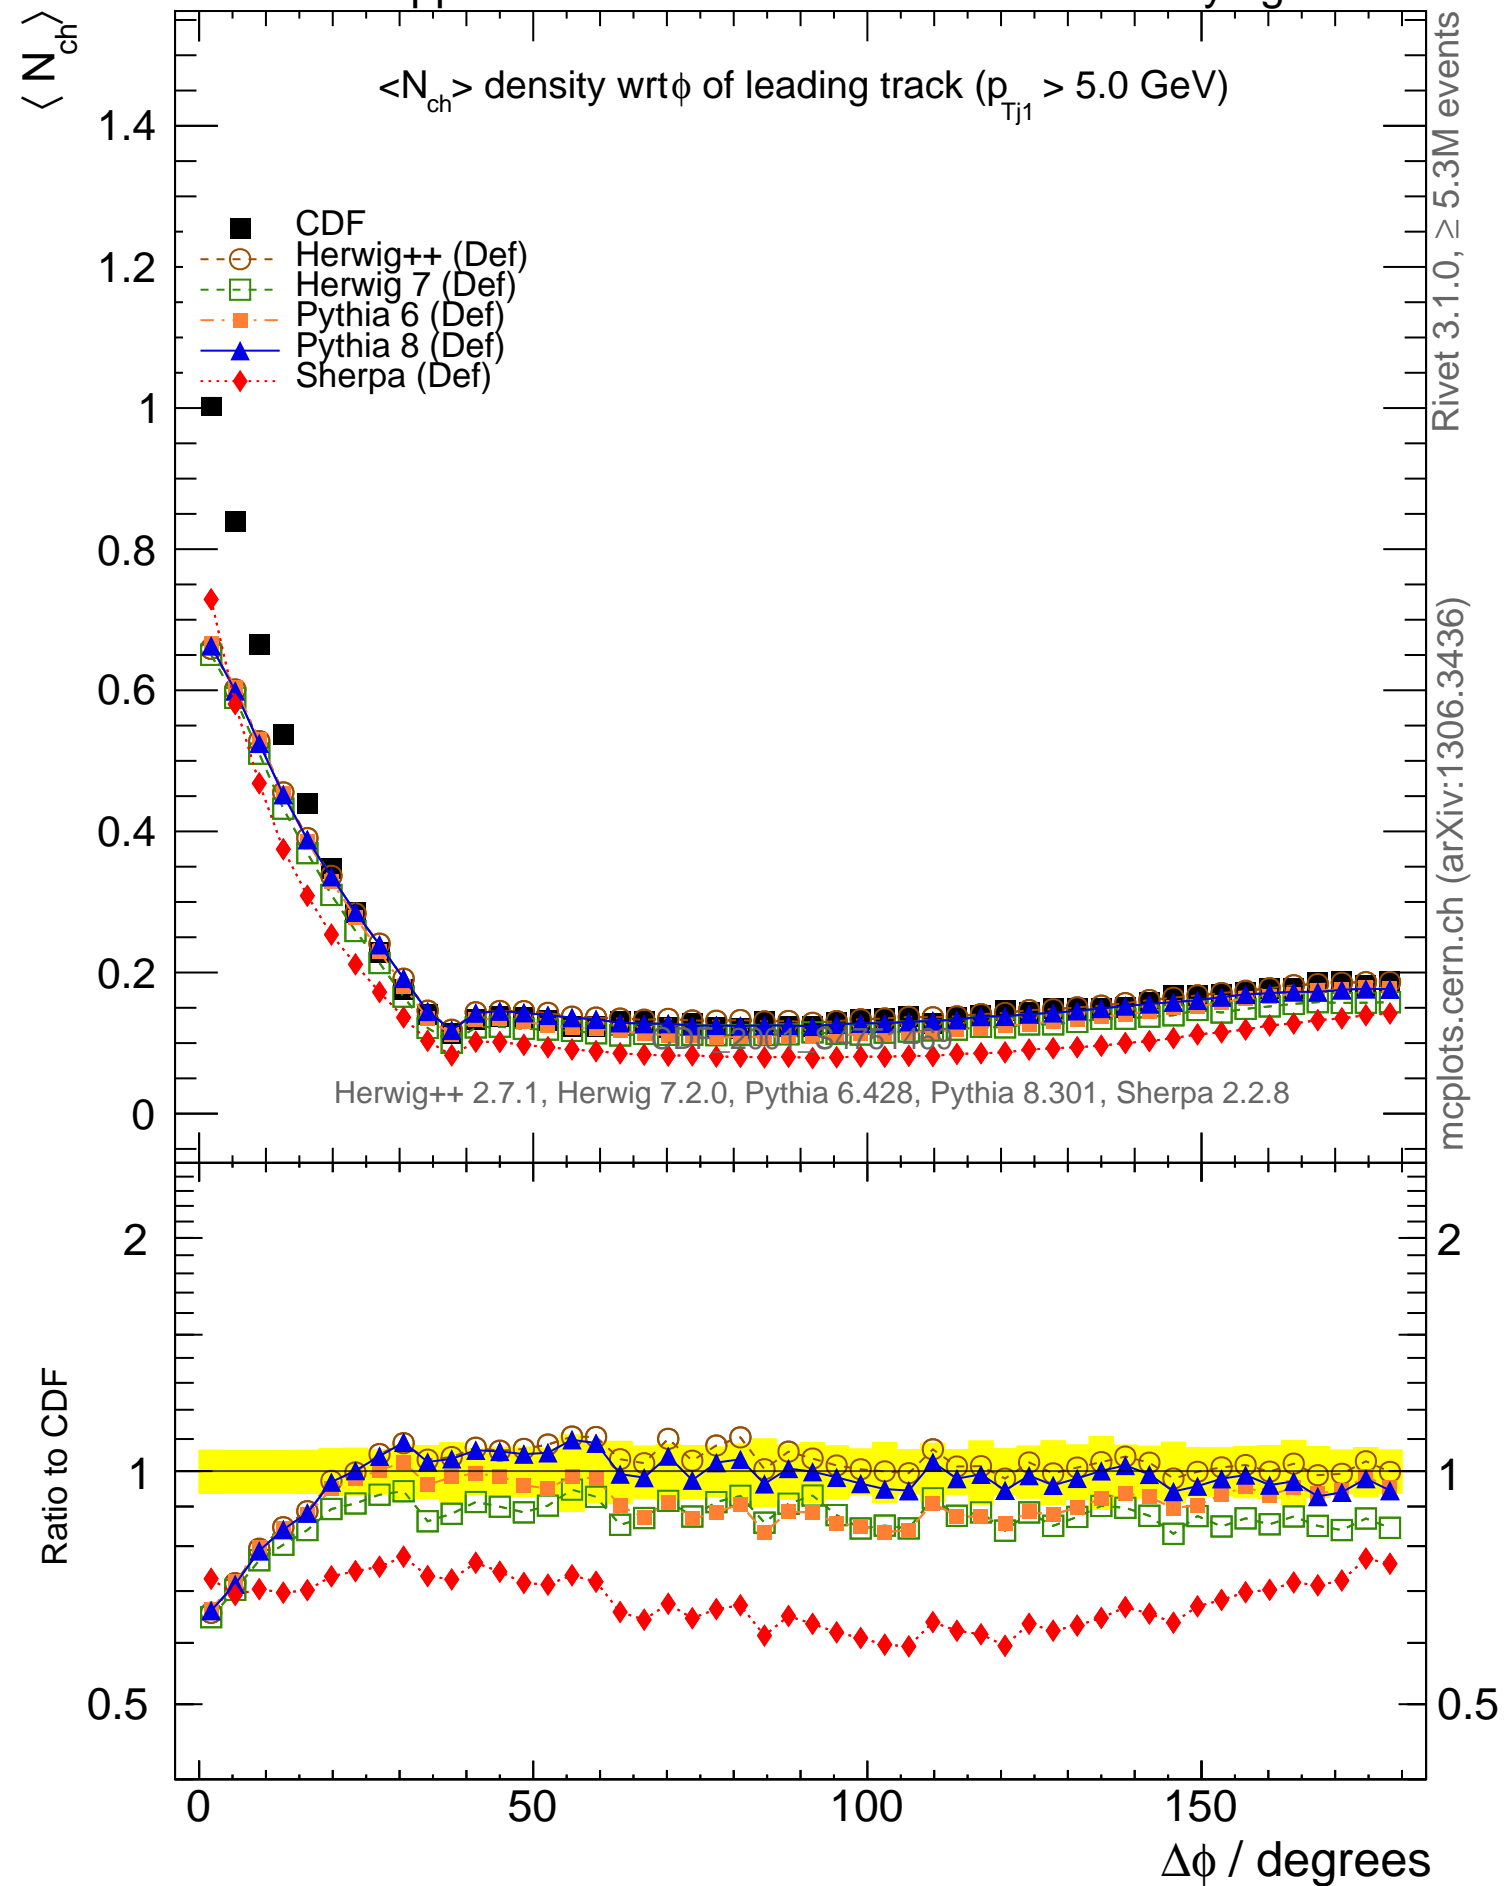 ⟨ N_ch ⟩
<N_ch> density wrt ϕ of leading track (p_Tj1 > 5.0 GeV)
CDF
Herwig++ (Def)
Herwig 7 (Def)
Pythia 6 (Def)
Pythia 8 (Def)
Sherpa (Def)
1.4
1.2
1
0.8
0.6
0.4
0.2
0
Herwig++ 2.7.1, Herwig 7.2.0, Pythia 6.428, Pythia 8.301, Sherpa 2.2.8
Rivet 3.1.0, ≥ 5.3M events
mcplots.cern.ch (arXiv:1306.3436)
Ratio to CDF
2
1
0.5
2
1
0.5
0
50
100
150
Δϕ / degrees